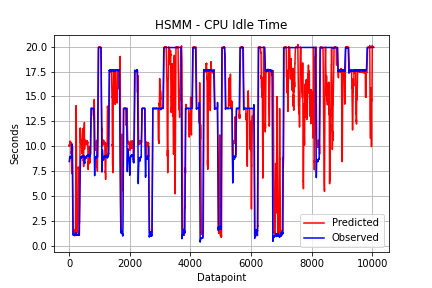 HSMM - CPU Idle Time
20.0
17.5
15.0
12.5
10.0
7.5
5.0
2.5
0.0
Seconds
0 2000 4000 6000 8000 10000
Datapoint
Predicted
Observed